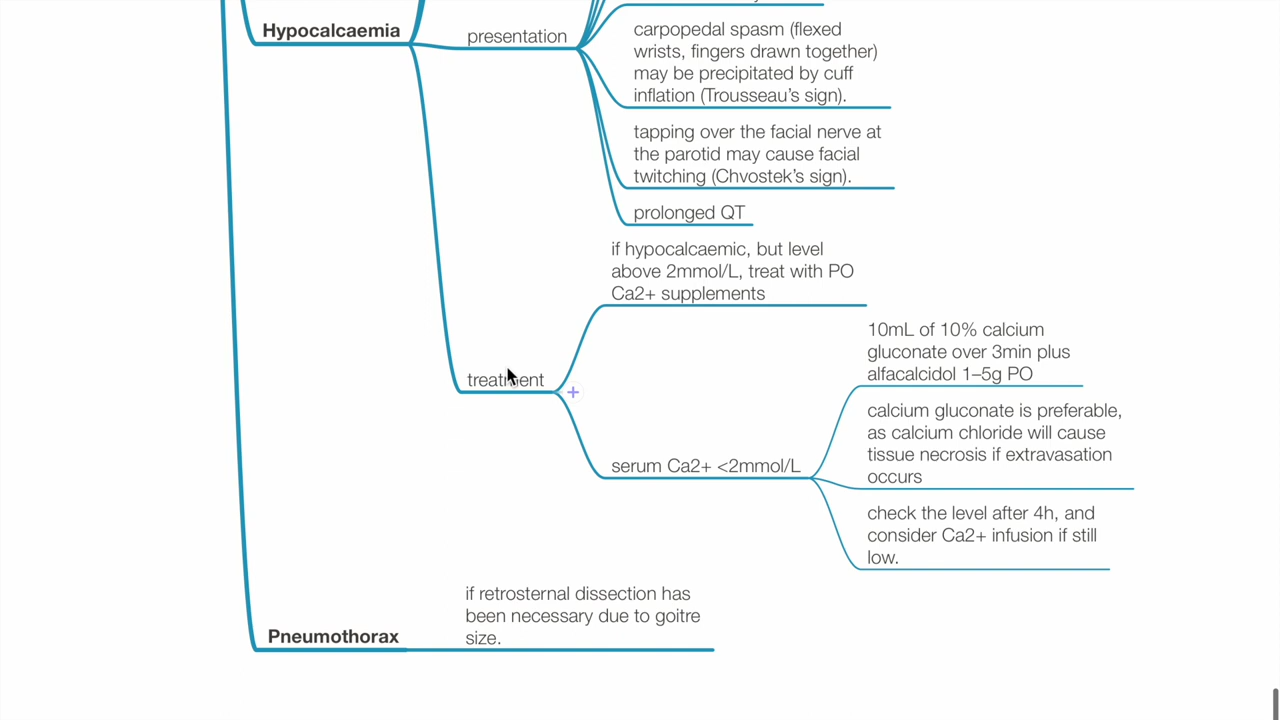 Hypocalcaemia
presentation
carpopedal spasm (flexed
wrists, fingers drawn together)
may be precipitated by cuff
inflation (Trousseau's sign).
tapping over the facial nerve at
the parotid may cause facial
twitching (Chvostek's sign).
prolonged QT
treatment
if hypocalcaemic, but level
above 2mmol/L, treat with PO
Ca2+ supplements
serum Ca2+ <2mmol/L
10mL of 10% calcium
gluconate over 3min plus
alfacalcidol 1–5g PO
calcium gluconate is preferable,
as calcium chloride will cause
tissue necrosis if extravasation
occurs
check the level after 4h, and
consider Ca2+ infusion if still
low.
Pneumothorax
if retrosternal dissection has
been necessary due to goitre
size.